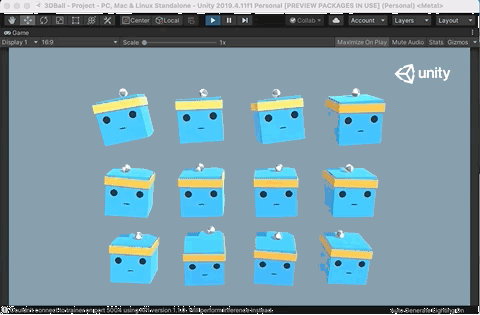 3DBall - Project - PC, Mac & Linux Standalone - Unity 2019.4.11f1 Personal [PREVIEW PACKAGES IN USE] (Personal) <Metal>
Center Local Collab Account Layers Layout
Game
Display 1 16:9 Scale 1x Maximize On Play Mute Audio Stats Gizmos
unity